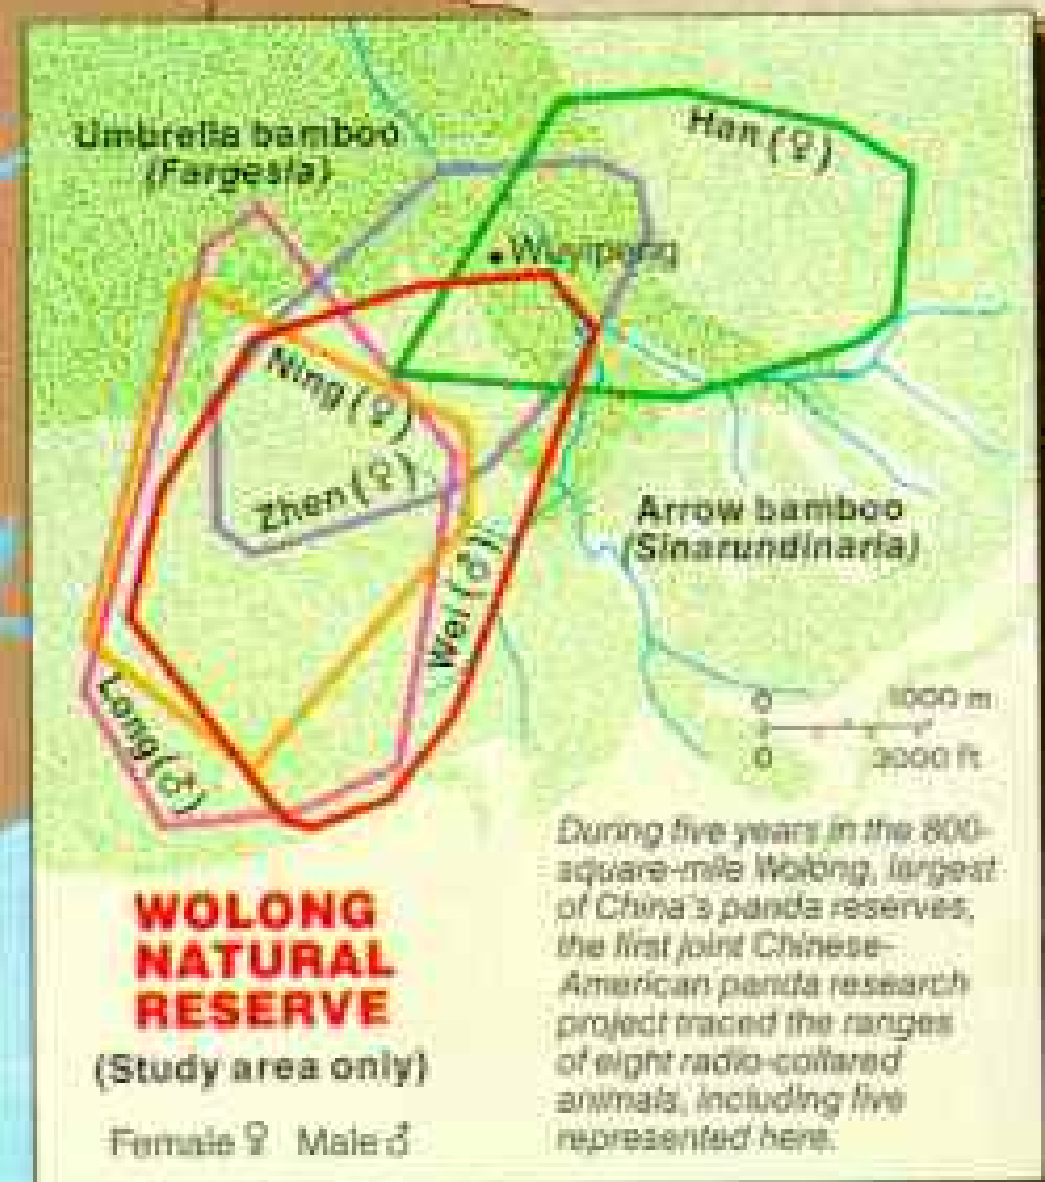 Umbrella bamboo
(Fargesia)
Han (♀)
Wuyipeng
Ning (♀)
Zhen (♀)
Wei (♂)
Long (♂)
Arrow bamboo
(Sinarundinaria)
0 1000 m
0 3000 ft
WOLONG
NATURAL
RESERVE
(Study area only)
Female ♀ Male ♂
During five years in the 800-
square-mile Wolong, largest
of China's panda reserves,
the first joint Chinese-
American panda research
project traced the ranges
of eight radio-collared
animals, including five
represented here.